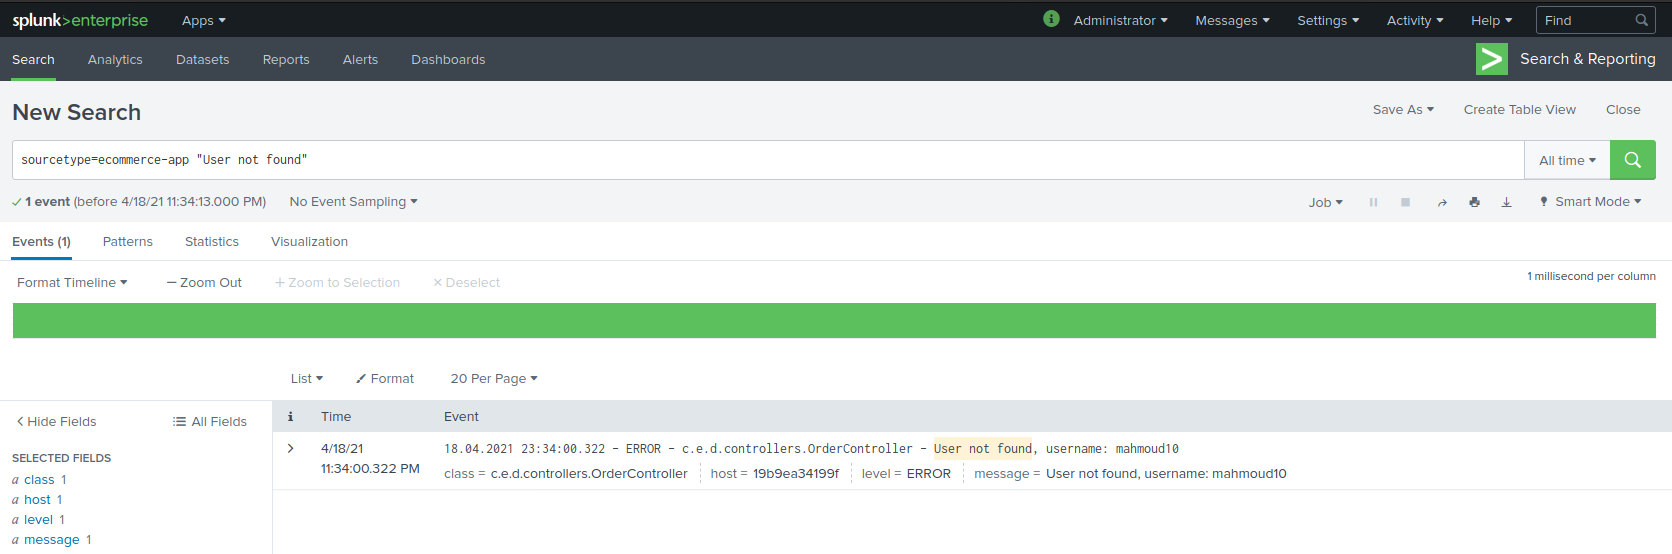 splunk>enterprise Apps Administrator Messages Settings Activity Help Find
Search Analytics Datasets Reports Alerts Dashboards Search & Reporting
New Search Save As Create Table View Close
sourcetype=ecommerce-app "User not found" All time
1 event (before 4/18/21 11:34:13.000 PM) No Event Sampling Job Smart Mode
Events (1) Patterns Statistics Visualization
Format Timeline — Zoom Out + Zoom to Selection × Deselect 1 millisecond per column
List Format 20 Per Page
< Hide Fields All Fields i Time Event
SELECTED FIELDS
a class 1
a host 1
a level 1
a message 1
> 4/18/21 18.04.2021 23:34:00.322 - ERROR - c.e.d.controllers.OrderController - User not found, username: mahmoud10
11:34:00.322 PM class = c.e.d.controllers.OrderController host = 19b9ea34199f level = ERROR message = User not found, username: mahmoud10